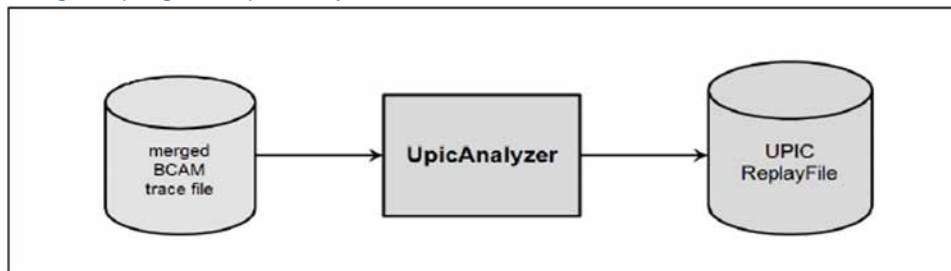 merged
BCAM
trace file
UpicAnalyzer
UPIC
ReplayFile